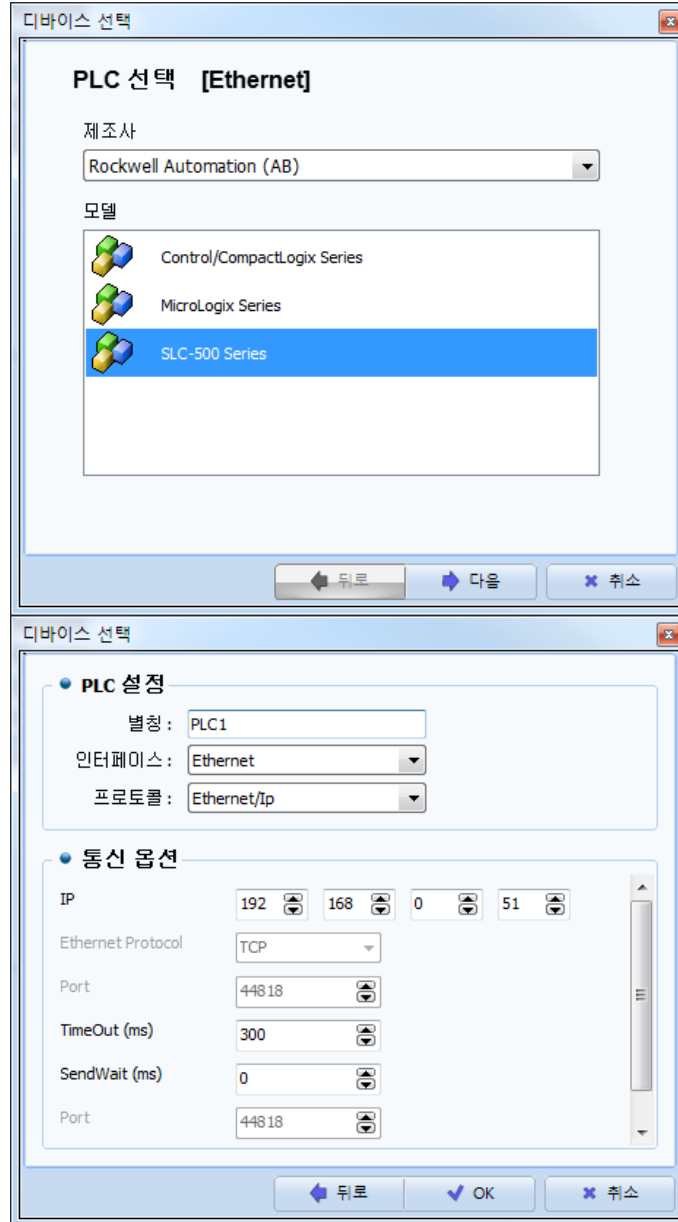 디바이스 선택
PLC 선택 [Ethernet]
제조사
Rockwell Automation (AB)
모델
Control/CompactLogix Series
MicroLogix Series
SLC-500 Series
뒤로 다음 취소
디바이스 선택
PLC 설정
별칭 : PLC1
인터페이스 : Ethernet
프로토콜 : Ethernet/Ip
통신 옵션
IP 192 168 0 51
Ethernet Protocol TCP
Port 44818
TimeOut (ms) 300
SendWait (ms) 0
Port 44818
뒤로 OK 취소